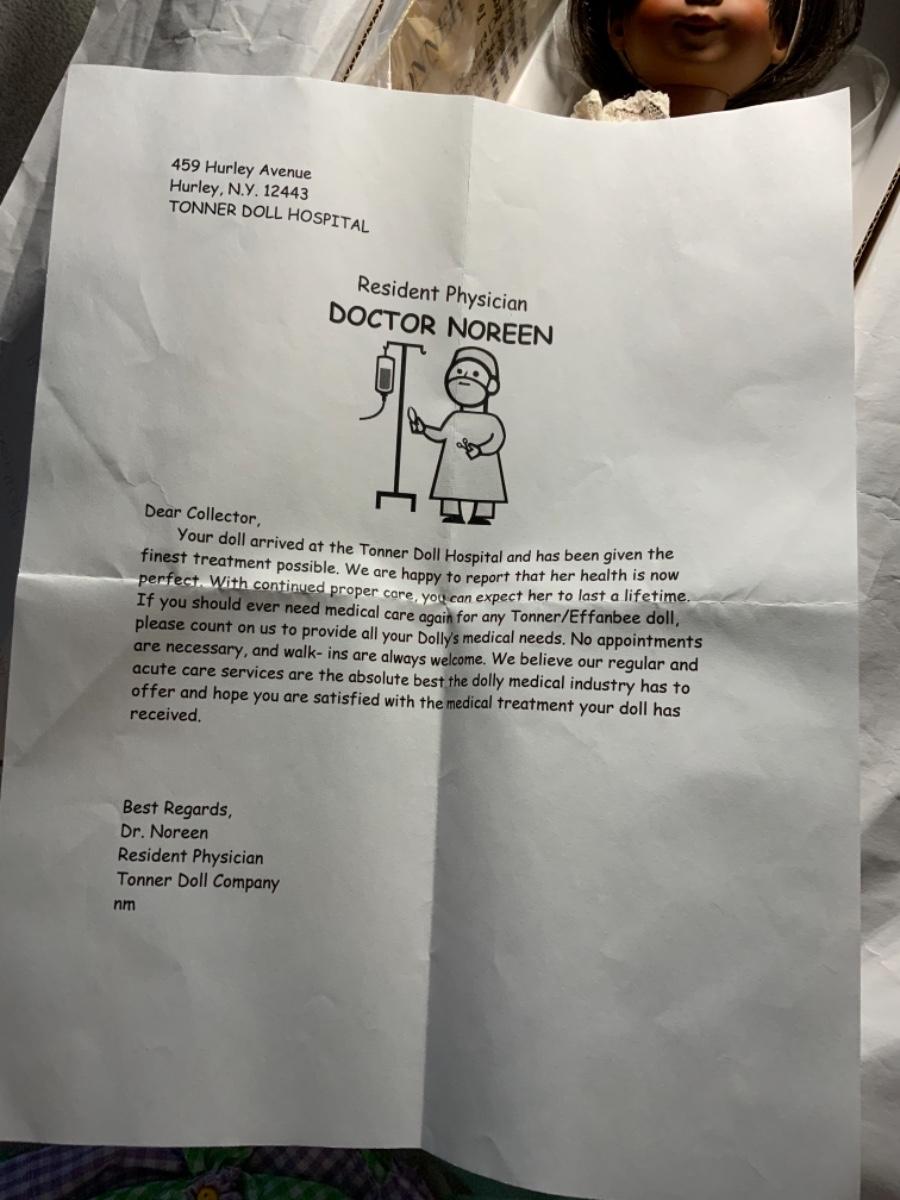 459 Hurley Avenue
Hurley, N.Y. 12443
TONNER DOLL HOSPITAL
Resident Physician
DOCTOR NOREEN
Dear Collector,
Your doll arrived at the Tonner Doll Hospital and has been given the
finest treatment possible. We are happy to report that her health is now
perfect. With continued proper care, you can expect her to last a lifetime.
If you should ever need medical care again for any Tonner/Effanbee doll,
please count on us to provide all your Dolly's medical needs. No appointments
are necessary, and walk- ins are always welcome. We believe our regular and
acute care services are the absolute best the dolly medical industry has to
offer and hope you are satisfied with the medical treatment your doll has
received.
Best Regards,
Dr. Noreen
Resident Physician
Tonner Doll Company
nm